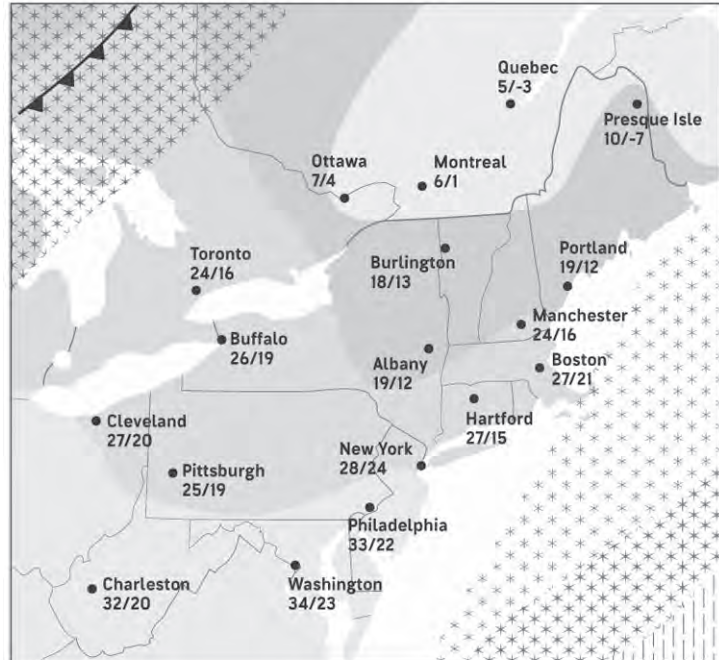 Quebec
5/-3
Presque Isle
10/-7
Ottawa
7/4
Montreal
6/1
Toronto
24/16
Burlington
18/13
Portland
19/12
Manchester
24/16
Buffalo
26/19
Albany
19/12
Boston
27/21
Cleveland
27/20
Hartford
27/15
New York
28/24
Pittsburgh
25/19
Philadelphia
33/22
Charleston
32/20
Washington
34/23